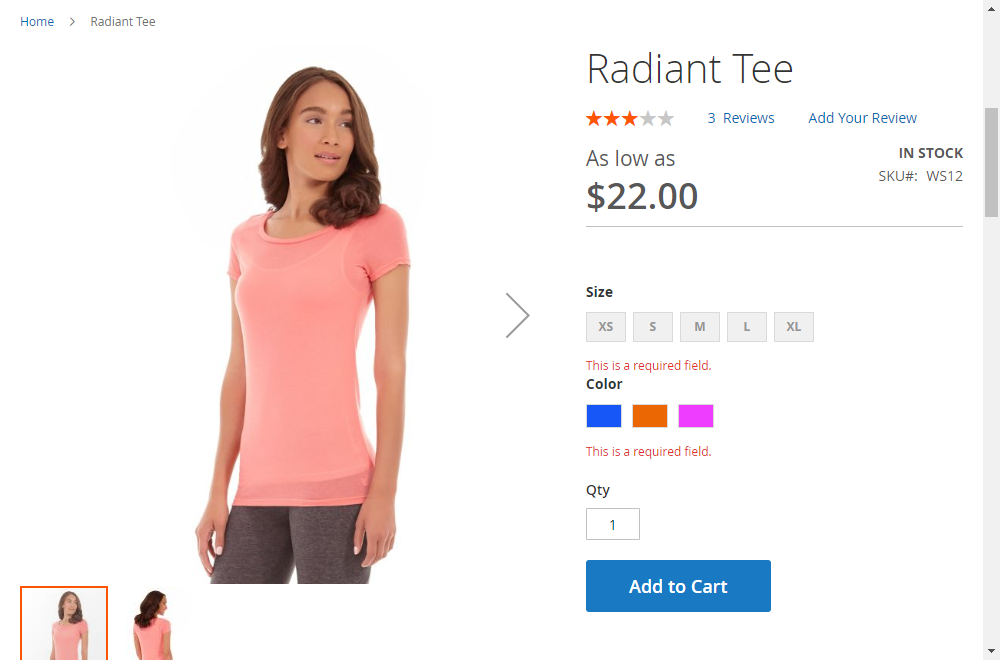 Home > Radiant Tee
Radiant Tee
3 Reviews Add Your Review
As low as
$22.00
IN STOCK
SKU#: WS12
Size
XS S M L XL
This is a required field.
Color
This is a required field.
Qty
1
Add to Cart